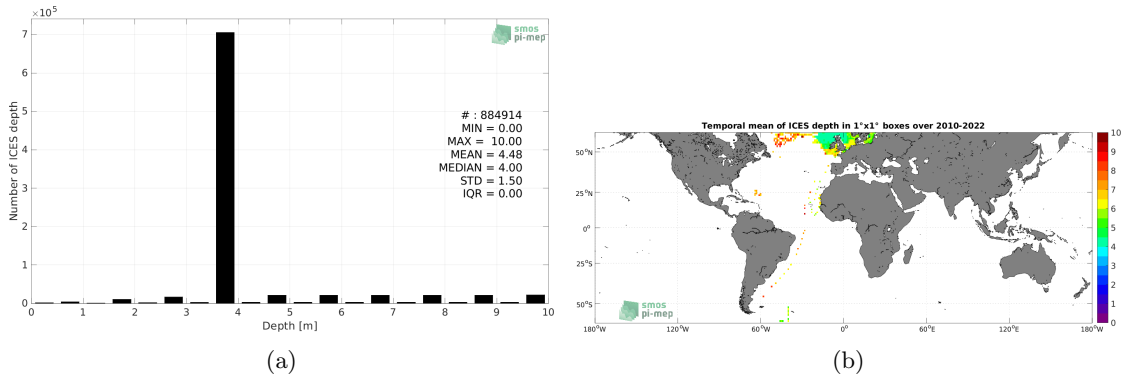 ×10⁵
7
6
5
4
3
2
1
0
Number of ICES depth
smos
pi-mep
# : 884914
MIN = 0.00
MAX = 10.00
MEAN = 4.48
MEDIAN = 4.00
STD = 1.50
IQR = 0.00
0 1 2 3 4 5 6 7 8 9 10
Depth [m]
(a)
Temporal mean of ICES depth in 1°x1° boxes over 2010-2022
50°N
25°N
0°
25°S
50°S
smos
pi-mep
180°W 120°W 60°W 0° 60°E 120°E 180°E
10
9
8
7
6
5
4
3
2
1
0
(b)